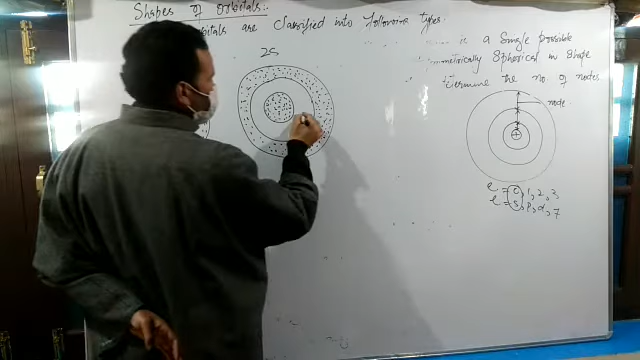 Shapes of orbitals:-
orbitals are classified into following types.
is a single possible
symmetrically spherical in shape
determine the no. of nodes
2S
node
+
l = 0, 1, 2, 3
l = s, p, d, f